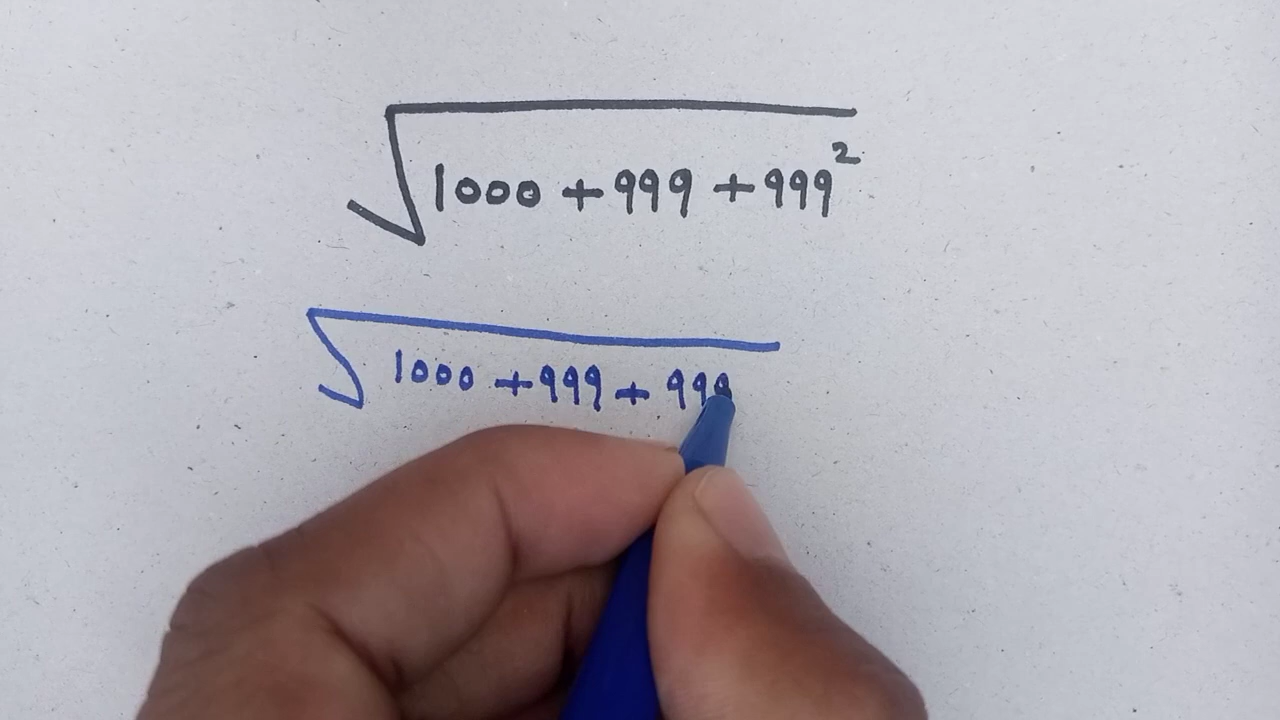 √1000 + 999 + 999²
√1000 + 999 + 999